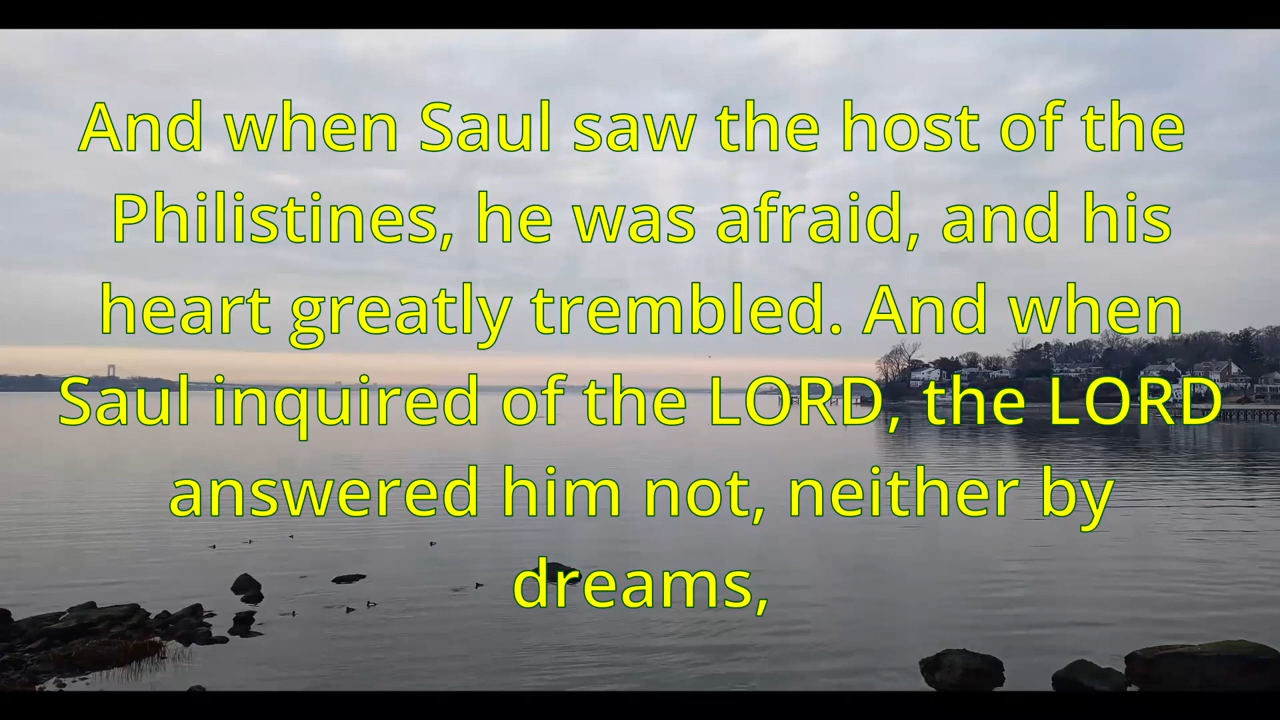 And when Saul saw the host of the
Philistines, he was afraid, and his
heart greatly trembled. And when
Saul inquired of the LORD, the LORD
answered him not, neither by
dreams,